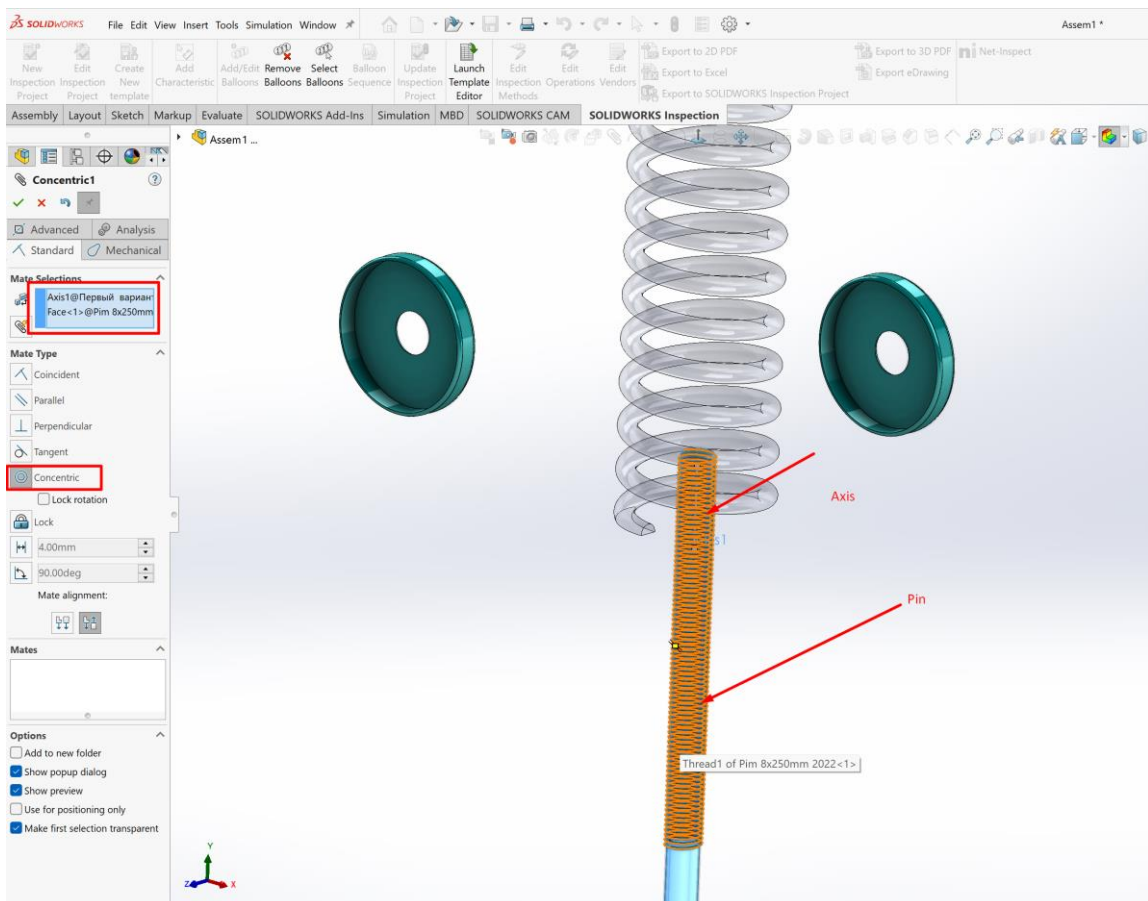 SOLIDWORKS File Edit View Insert Tools Simulation Window Assem1 *
New Inspection Project
Edit Inspection Project
Create New template
Add Characteristic
Add/Edit Balloons
Remove Balloons
Select Balloons
Balloon Sequence
Update Inspection Project
Launch Template Editor
Edit Inspection Methods
Edit Operations
Edit Vendors
Export to 2D PDF
Export to Excel
Export to SOLIDWORKS Inspection Project
Export to 3D PDF
Export eDrawing
Net-Inspect
Assembly Layout Sketch Markup Evaluate SOLIDWORKS Add-Ins Simulation MBD SOLIDWORKS CAM SOLIDWORKS Inspection
Assem1 ...
Concentric1
Advanced Analysis
Standard Mechanical
Mate Selections
Axis1@Первый вариан
Face<1>@Pim 8x250mm
Mate Type
Coincident
Parallel
Perpendicular
Tangent
Concentric
Lock rotation
Lock
4.00mm
90.00deg
Mate alignment:
Mates
Options
Add to new folder
Show popup dialog
Show preview
Use for positioning only
Make first selection transparent
Axis
Pin
Thread1 of Pim 8x250mm 2022<1>
Y
Z
X